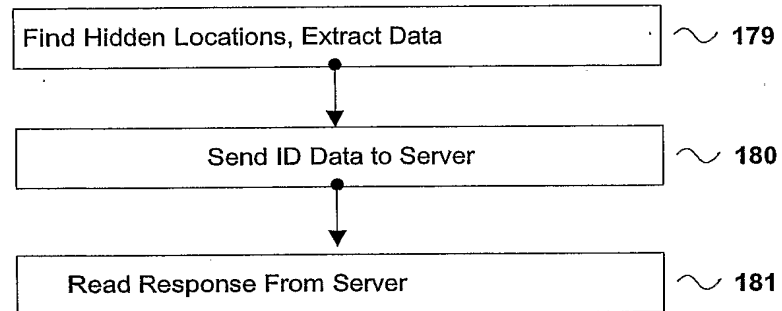 Find Hidden Locations, Extract Data 179
Send ID Data to Server 180
Read Response From Server 181